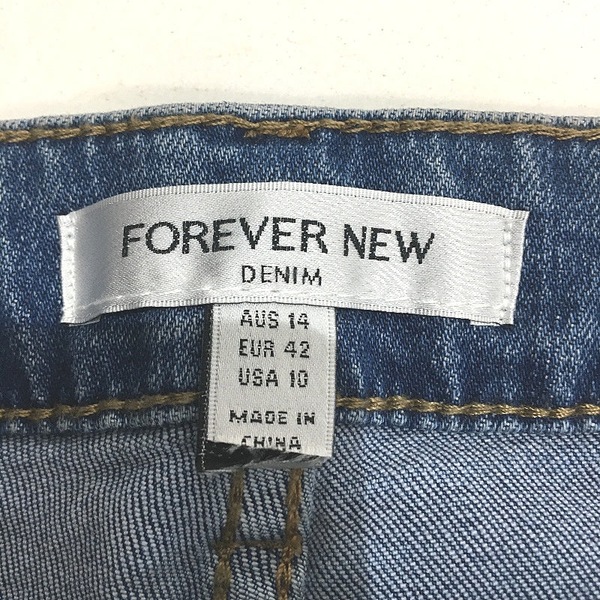 FOREVER NEW
DENIM
AUS 14
EUR 42
USA 10
MADE IN
CHINA